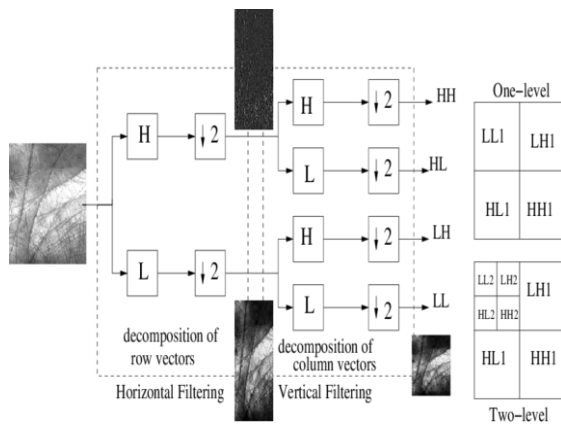 H
↓ 2
H
↓ 2
HH
L
↓ 2
HL
L
↓ 2
H
↓ 2
LH
L
↓ 2
LL
decomposition of
row vectors
decomposition of
column vectors
Horizontal Filtering
Vertical Filtering
One-level
LL1
LH1
HL1
HH1
LL2
LH2
LH1
HL2
HH2
HL1
HH1
Two-level